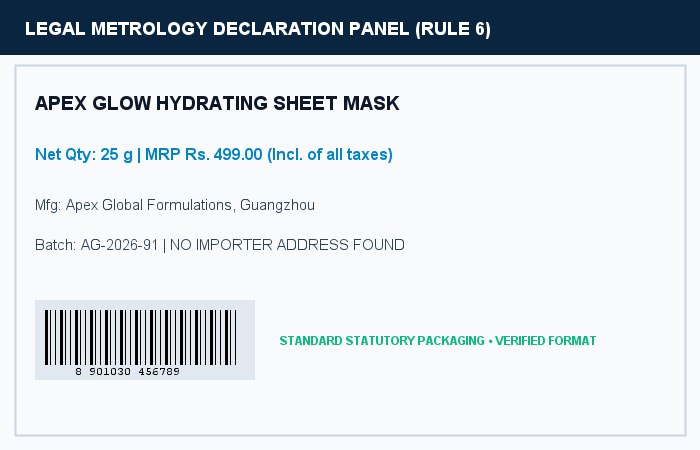 LEGAL METROLOGY DECLARATION PANEL (RULE 6)
APEX GLOW HYDRATING SHEET MASK
Net Qty: 25 g | MRP Rs. 499.00 (Incl. of all taxes)
Mfg: Apex Global Formulations, Guangzhou
Batch: AG-2026-91 | NO IMPORTER ADDRESS FOUND
STANDARD STATUTORY PACKAGING • VERIFIED FORMAT
8 901030 456789